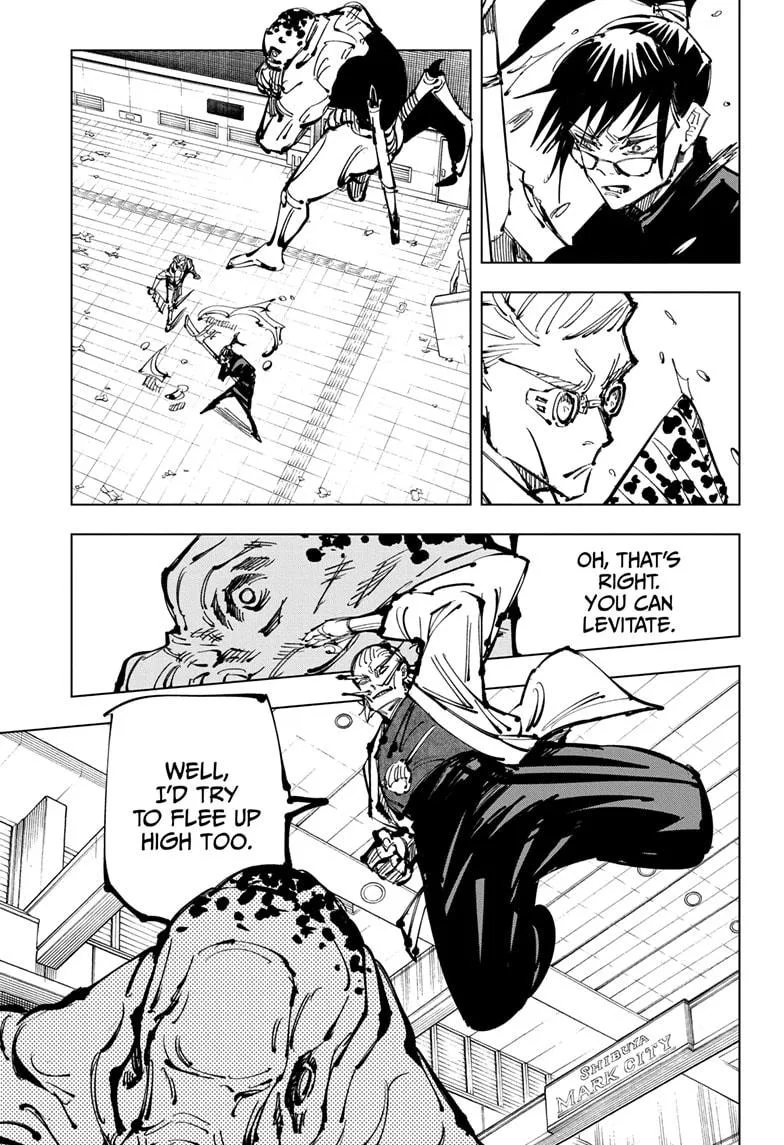 OH, THAT'S
RIGHT.
YOU CAN
LEVITATE.
WELL,
I'D TRY
TO FLEE UP
HIGH TOO.
SHIBUYA
MARK CITY